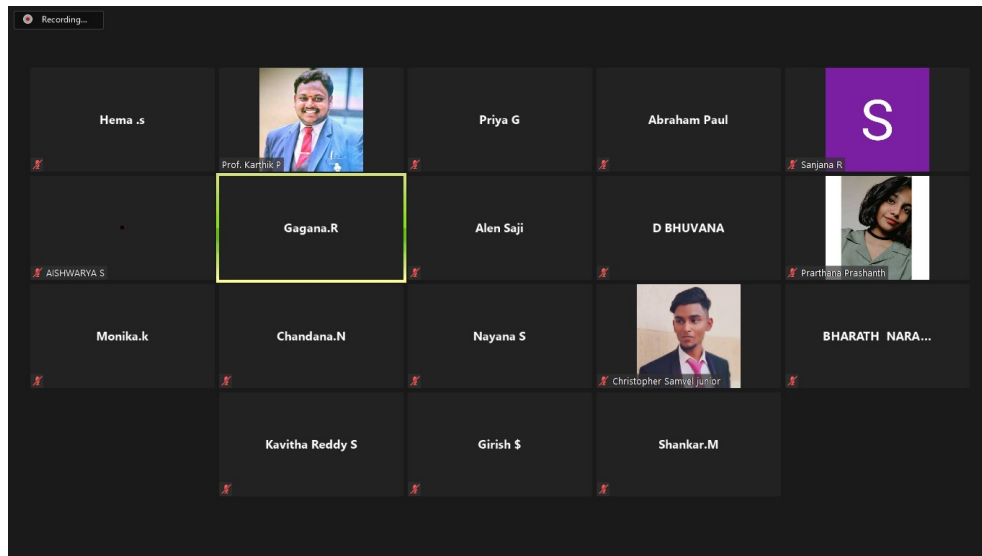 Recording...
Hema .s
Prof. Karthik P
Priya G
Abraham Paul
S
Sanjana R
AISHWARYA S
Gagana.R
Alen Saji
D BHUVANA
Prarthana Prashanth
Monika.k
Chandana.N
Nayana S
Christopher Samvel junior
BHARATH NARA...
Kavitha Reddy S
Girish $
Shankar.M